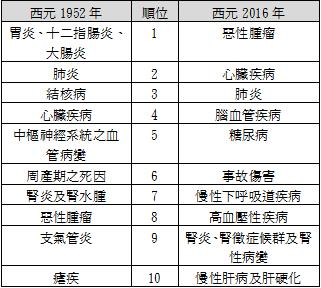 西元 1952 年 順位 西元 2016 年
胃炎、十二指腸炎、
大腸炎 1 惡性腫瘤
肺炎 2 心臟疾病
結核病 3 肺炎
心臟疾病 4 腦血管疾病
中樞神經系統之血
管病變 5 糖尿病
周產期之死因 6 事故傷害
腎炎及腎水腫 7 慢性下呼吸道疾病
惡性腫瘤 8 高血壓性疾病
支氣管炎 9 腎炎、腎徵症候群及腎
性病變
瘧疾 10 慢性肝病及肝硬化